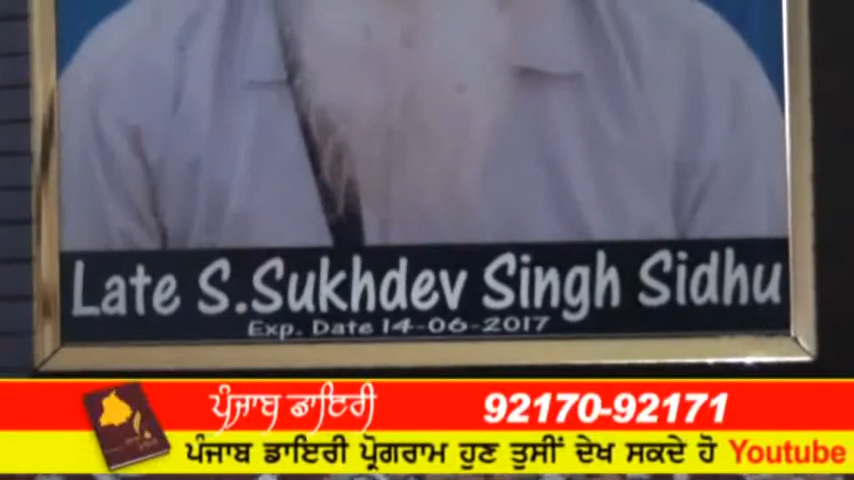 Late S.Sukhdev Singh Sidhu
Exp. Date 14-06-2017
ਪੰਜਾਬ ਡਾਇਰੀ 92170-92171
ਪੰਜਾਬ ਡਾਇਰੀ ਪ੍ਰੋਗਰਾਮ ਹੁਣ ਤੁਸੀਂ ਦੇਖ ਸਕਦੇ ਹੋ Youtube